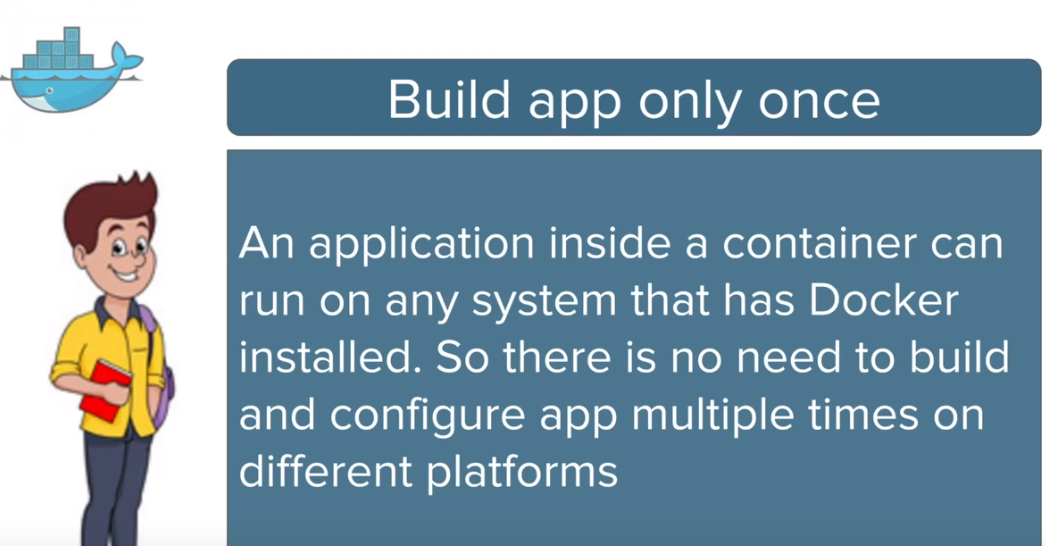 Build app only once
An application inside a container can
run on any system that has Docker
installed. So there is no need to build
and configure app multiple times on
different platforms